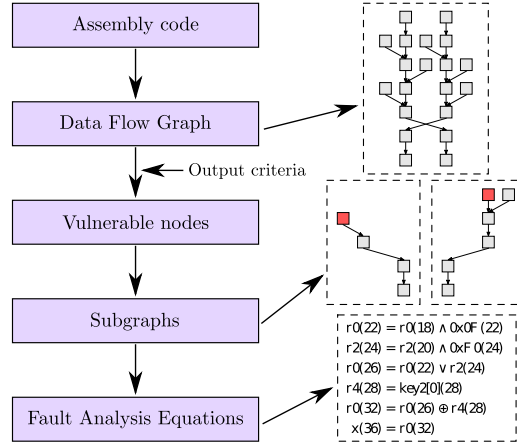 Assembly code
Data Flow Graph
Output criteria
Vulnerable nodes
Subgraphs
Fault Analysis Equations
r0(22) = r0(18) ∧ 0x0F (22)
r2(24) = r2(20) ∧ 0xF 0(24)
r0(26) = r0(22) ∨ r2(24)
r4(28) = key2[0](28)
r0(32) = r0(26) ⊕ r4(28)
x(36) = r0(32)